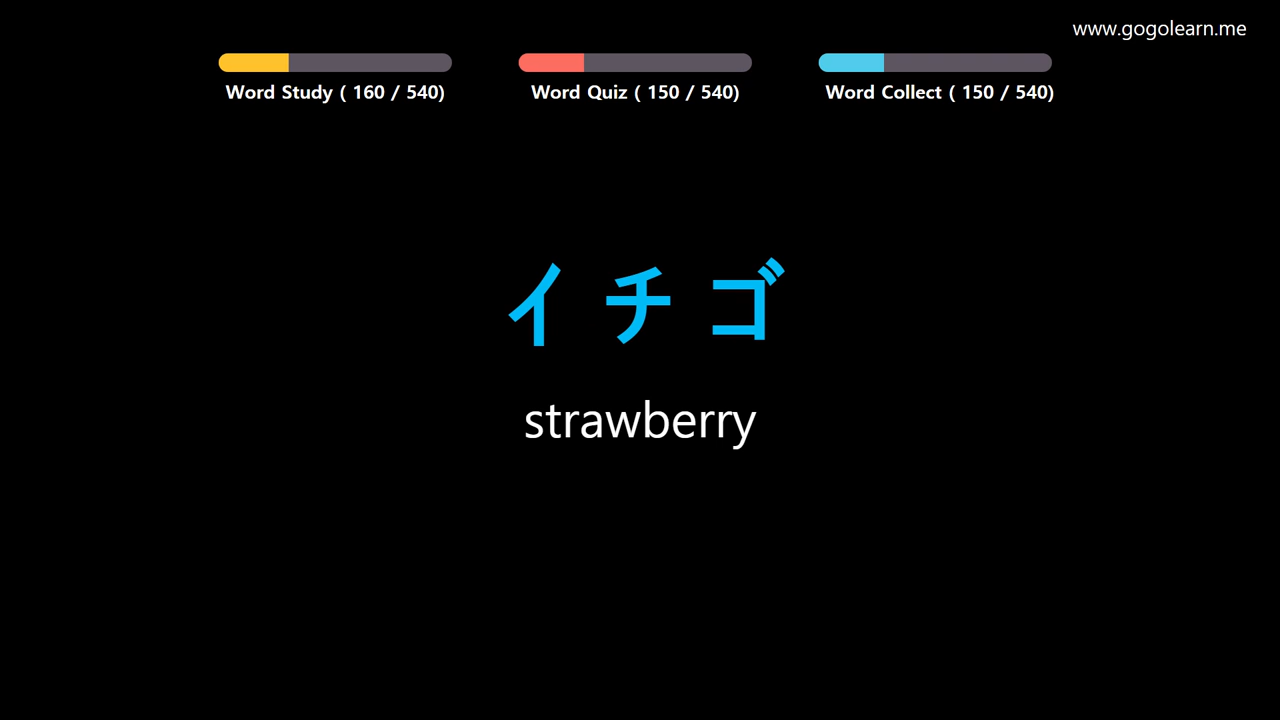 www.gogolearn.me
Word Study ( 160 / 540)
Word Quiz ( 150 / 540)
Word Collect ( 150 / 540)
イチゴ
strawberry